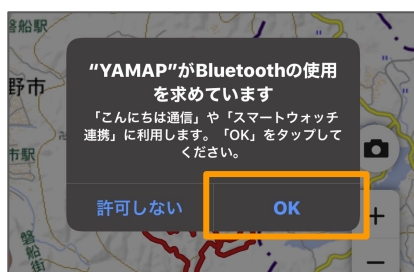 釜船駅
野市
市駅
"YAMAP"がBluetoothの使用
を求めています
「こんにちは通信」や「スマートウォッチ
連携」に利用します。「OK」をタップして
ください。
許可しない
OK
+
−